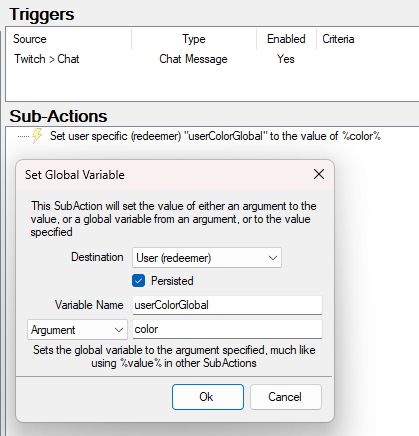 Triggers
Source Type Enabled Criteria
Twitch > Chat Chat Message Yes
Sub-Actions
Set user specific (redeemer) "userColorGlobal" to the value of %color%
Set Global Variable
This SubAction will set the value of either an argument to the
value, or a global variable from an argument, or to the value
specified
Destination User (redeemer)
Persisted
Variable Name userColorGlobal
Argument color
Sets the global variable to the argument specified, much like
using %value% in other SubActions
Ok Cancel